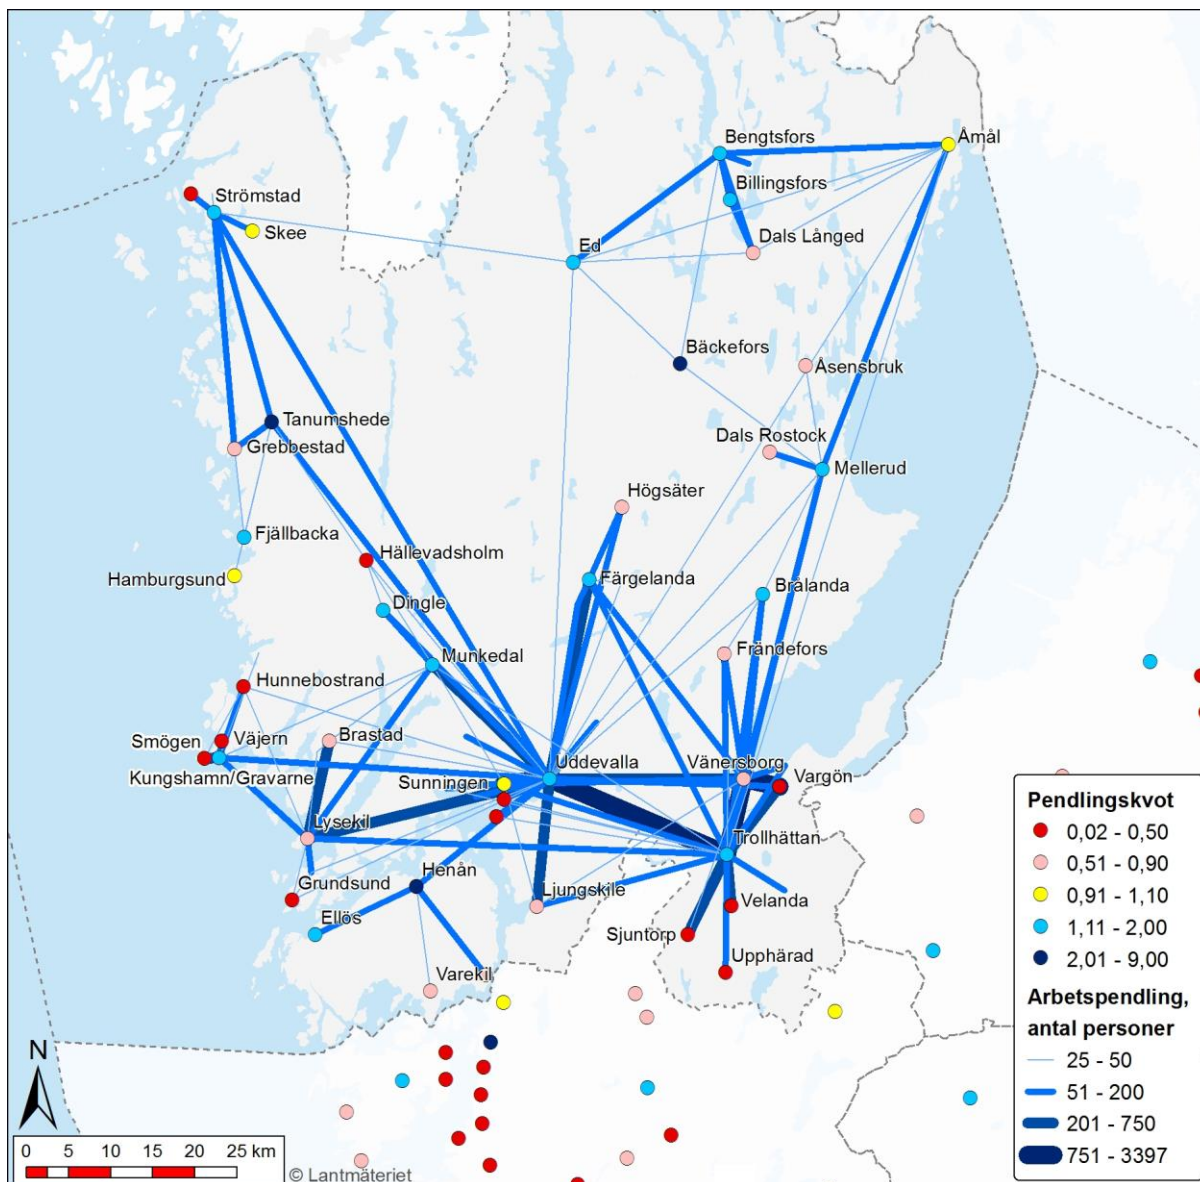 Bengtsfors
Åmål
Billingsfors
Strömstad
Skee
Ed
Dals Långed
Bäckefors
Åsensbruk
Tanumshede
Grebbestad
Dals Rostock
Mellerud
Högsäter
Fjällbacka
Hällevadsholm
Hamburgsund
Färgelanda
Brålanda
Dingle
Frändefors
Munkedal
Hunnebostrand
Smögen
Väjern
Brastad
Kungshamn/Gravarne
Sunningen
Uddevalla
Vänersborg
Vargön
Lysekil
Trollhättan
Henån
Grundsund
Ljungskile
Velanda
Ellös
Sjuntorp
Upphärad
Varekil
Pendlingskvot
0,02 - 0,50
0,51 - 0,90
0,91 - 1,10
1,11 - 2,00
2,01 - 9,00
Arbetspendling,
antal personer
25 - 50
51 - 200
201 - 750
751 - 3397
N
0 5 10 15 20 25 km
© Lantmäteriet